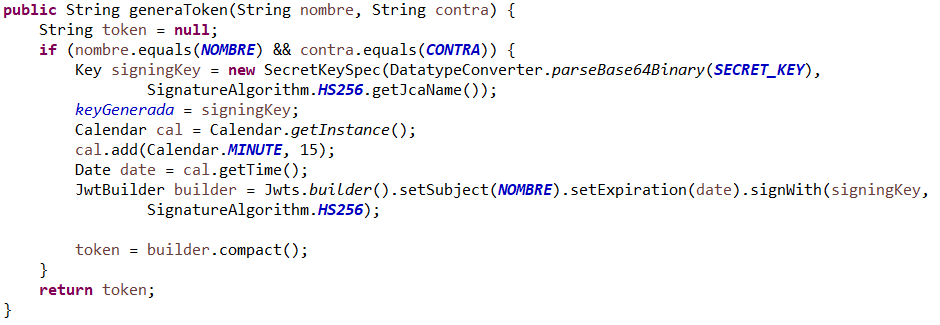 public String generaToken(String nombre, String contra) {
    String token = null;
    if (nombre.equals(NOMBRE) && contra.equals(CONTRA)) {
        Key signingKey = new SecretKeySpec(DatatypeConverter.parseBase64Binary(SECRET_KEY),
                SignatureAlgorithm.HS256.getJcaName());
        keyGenerada = signingKey;
        Calendar cal = Calendar.getInstance();
        cal.add(Calendar.MINUTE, 15);
        Date date = cal.getTime();
        JwtBuilder builder = Jwts.builder().setSubject(NOMBRE).setExpiration(date).signWith(signingKey,
                SignatureAlgorithm.HS256);

        token = builder.compact();
    }
    return token;
}